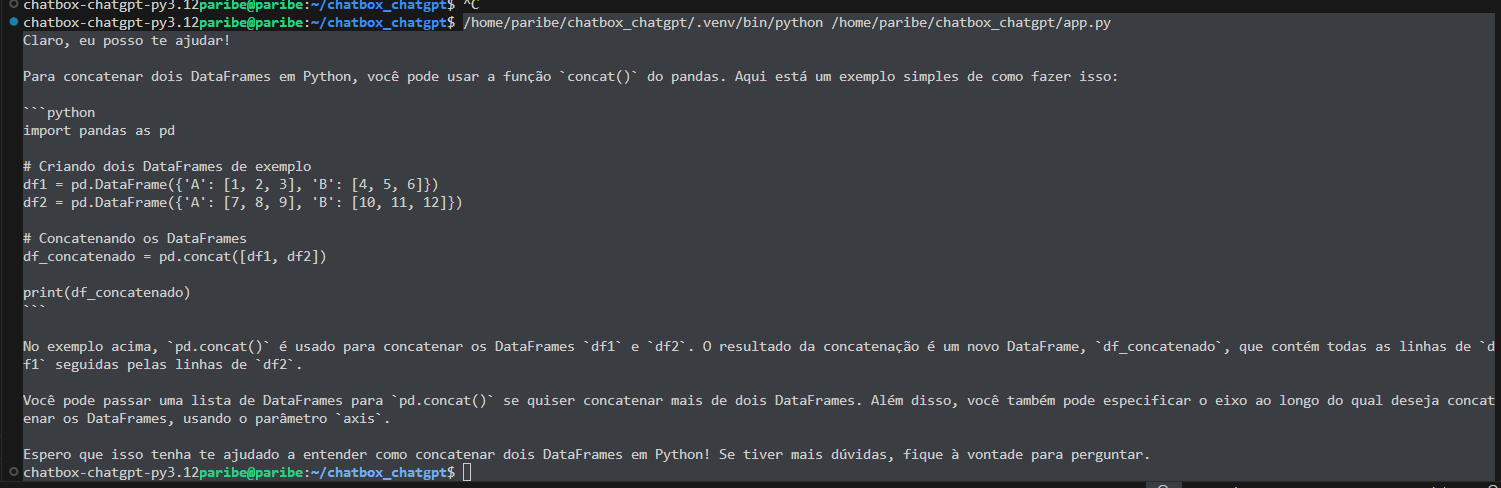 chatbox-chatgpt-py3.12paribe@paribe:~/chatbox_chatgpt$ ^C
chatbox-chatgpt-py3.12paribe@paribe:~/chatbox_chatgpt$ /home/paribe/chatbox_chatgpt/.venv/bin/python /home/paribe/chatbox_chatgpt/app.py
Claro, eu posso te ajudar!
Para concatenar dois DataFrames em Python, você pode usar a função `concat()` do pandas. Aqui está um exemplo simples de como fazer isso:
```python
import pandas as pd
# Criando dois DataFrames de exemplo
df1 = pd.DataFrame({'A': [1, 2, 3], 'B': [4, 5, 6]})
df2 = pd.DataFrame({'A': [7, 8, 9], 'B': [10, 11, 12]})
# Concatenando os DataFrames
df_concatenado = pd.concat([df1, df2])
print(df_concatenado)
```
No exemplo acima, `pd.concat()` é usado para concatenar os DataFrames `df1` e `df2`. O resultado da concatenação é um novo DataFrame, `df_concatenado`, que contém todas as linhas de `d
f1` seguidas pelas linhas de `df2`.
Você pode passar uma lista de DataFrames para `pd.concat()` se quiser concatenar mais de dois DataFrames. Além disso, você também pode especificar o eixo ao longo do qual deseja concat
enar os DataFrames, usando o parâmetro `axis`.
Espero que isso tenha te ajudado a entender como concatenar dois DataFrames em Python! Se tiver mais dúvidas, fique à vontade para perguntar.
chatbox-chatgpt-py3.12paribe@paribe:~/chatbox_chatgpt$